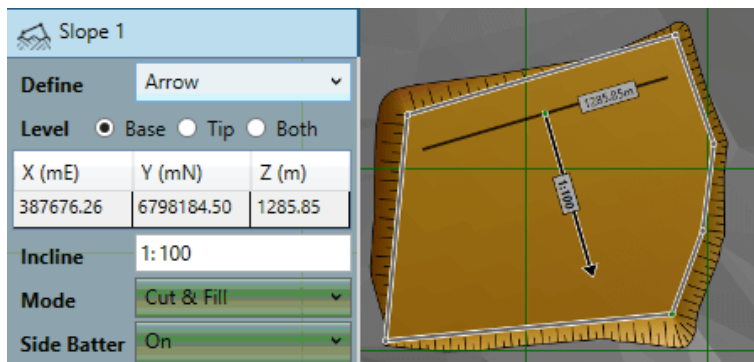 Slope 1
Define Arrow
Level Base Tip Both
X (mE) Y (mN) Z (m)
387676.26 6798184.50 1285.85
Incline 1: 100
Mode Cut & Fill
Side Batter On
1285.85m
1:100